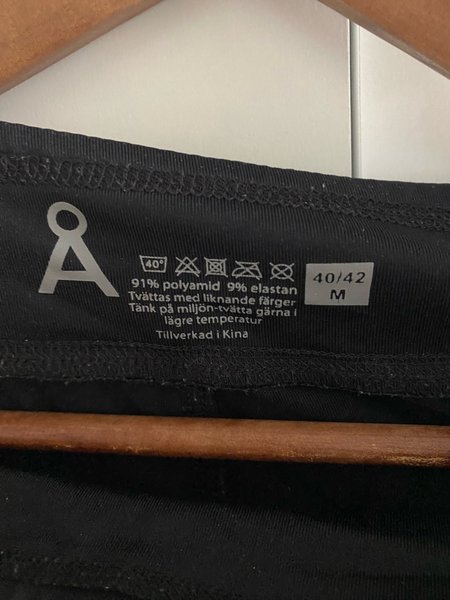 Å
40°
91% polyamid 9% elastan
Tvättas med liknande färger
Tänk på miljön-tvätta gärna i
lägre temperatur
Tillverkad i Kina
40/42
M